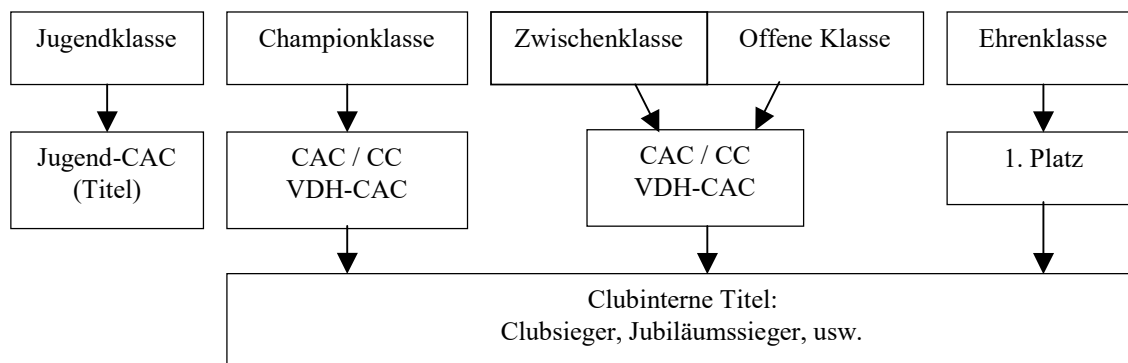 Jugendklasse
Championklasse
Zwischenklasse
Offene Klasse
Ehrenklasse
Jugend-CAC
(Titel)
CAC / CC
VDH-CAC
CAC / CC
VDH-CAC
1. Platz
Clubinterne Titel:
Clubsieger, Jubiläumssieger, usw.